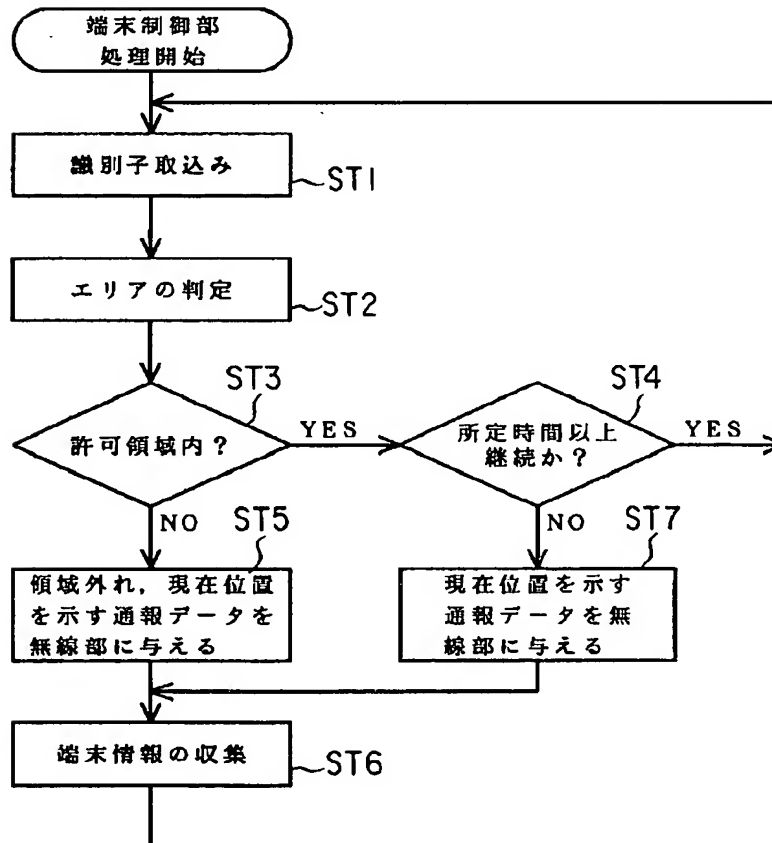 端末制御部
処理開始
識別子取込み
ST1
エリアの判定
ST2
ST3
許可領域内?
YES
ST4
所定時間以上
継続か?
YES
NO
ST5
領域外れ,現在位置
を示す通報データを
無線部に与える
NO
ST7
現在位置を示す
通報データを無
線部に与える
端末情報の収集
ST6